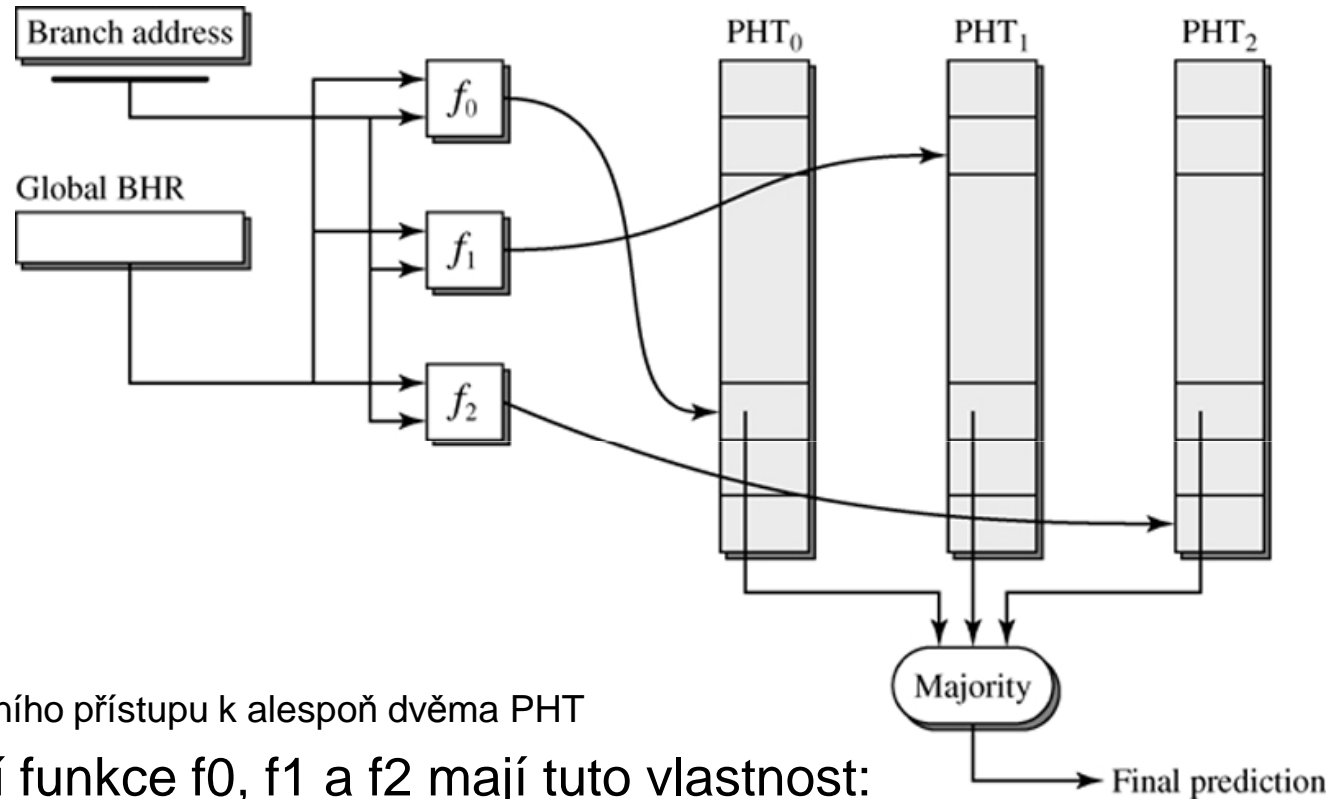 Branch address
PHT₀ PHT₁ PHT₂
f₀
Global BHR
f₁
f₂
Majority
ního přístupu k alespoň dvěma PHT
í funkce f0, f1 a f2 mají tuto vlastnost:
Final prediction